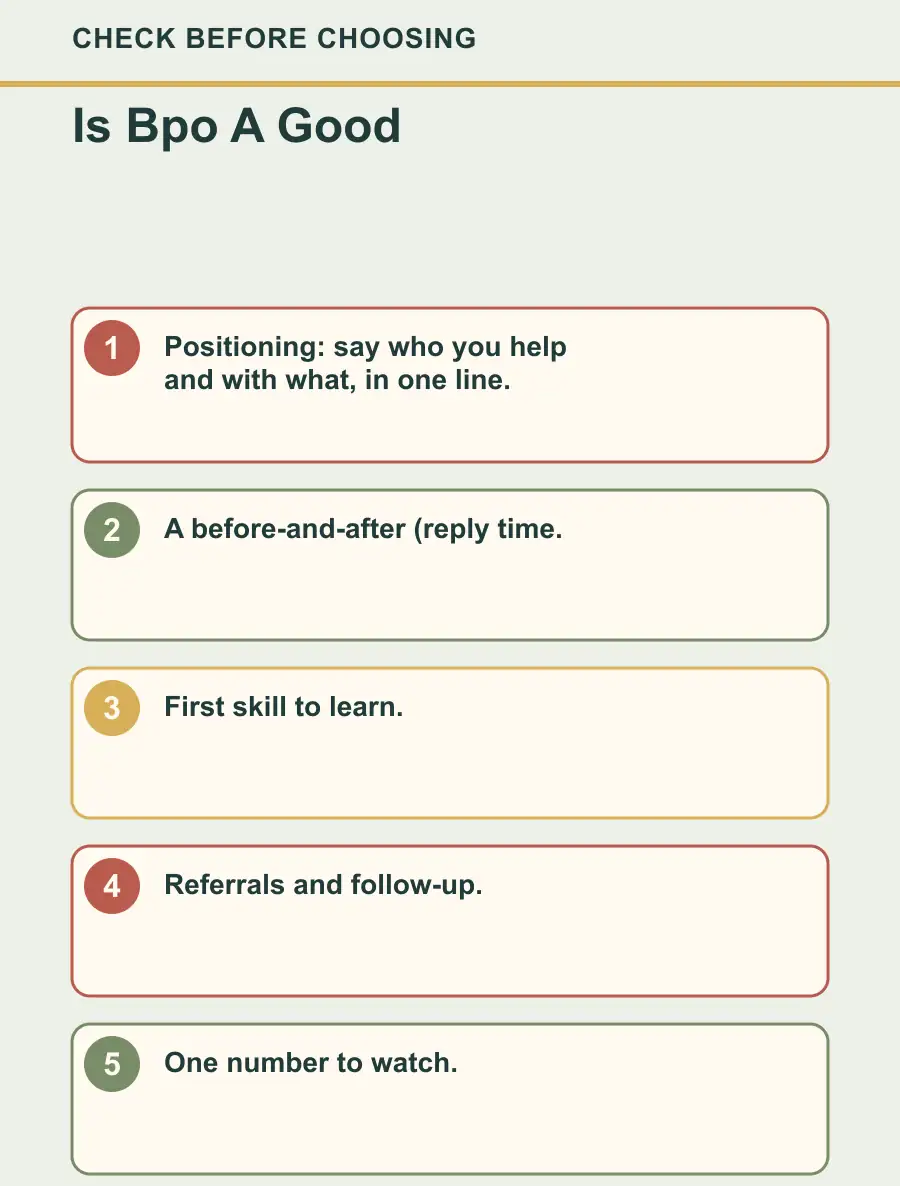 CHECK BEFORE CHOOSING
Is Bpo A Good
1
Positioning: say who you help
and with what, in one line.
2
A before-and-after (reply time.
3
First skill to learn.
4
Referrals and follow-up.
5
One number to watch.